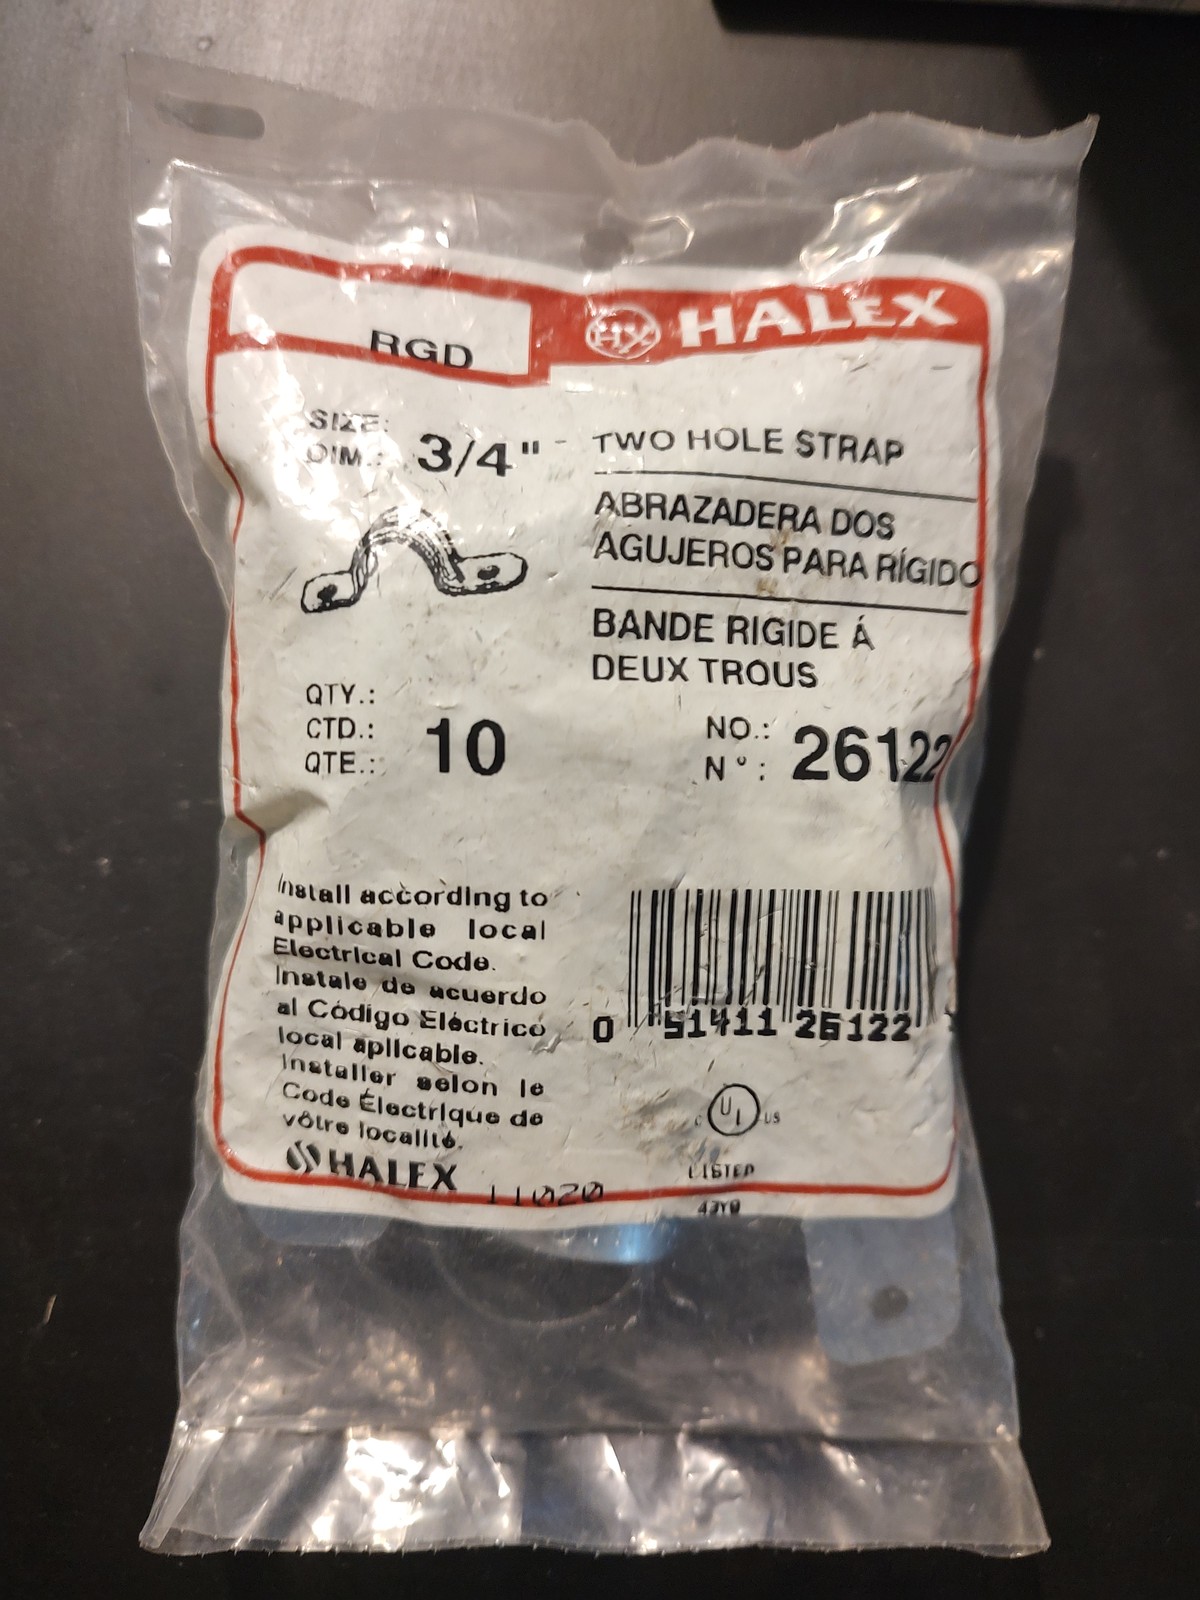 RGD
HX HALEX
SIZE:
DIM.: 3/4"
TWO HOLE STRAP
ABRAZADERA DOS
AGUJEROS PARA RÍGIDO
BANDE RIGIDE Á
DEUX TROUS
QTY.:
CTD.: 10
QTE.:
NO.:
N°: 26122
Install according to
applicable local
Electrical Code.
Instale de acuerdo
al Código Eléctrico
local aplicable.
Installer selon le
Code Électrique de
vôtre localité.
HALEX
11020
0 51411 26122
C UL US
LISTED